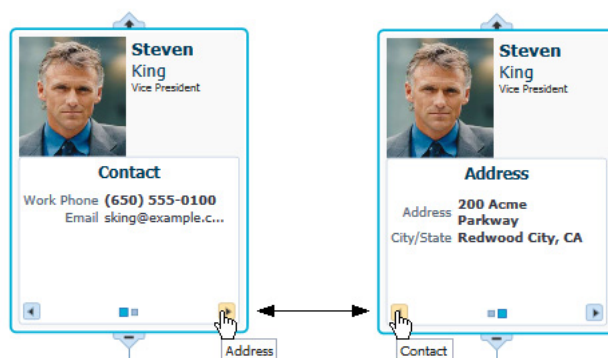 Steven
King
Vice President
Contact
Work Phone (650) 555-0100
Email sking@example.c...
Address
Steven
King
Vice President
Address
Address 200 Acme
Parkway
City/State Redwood City, CA
Contact